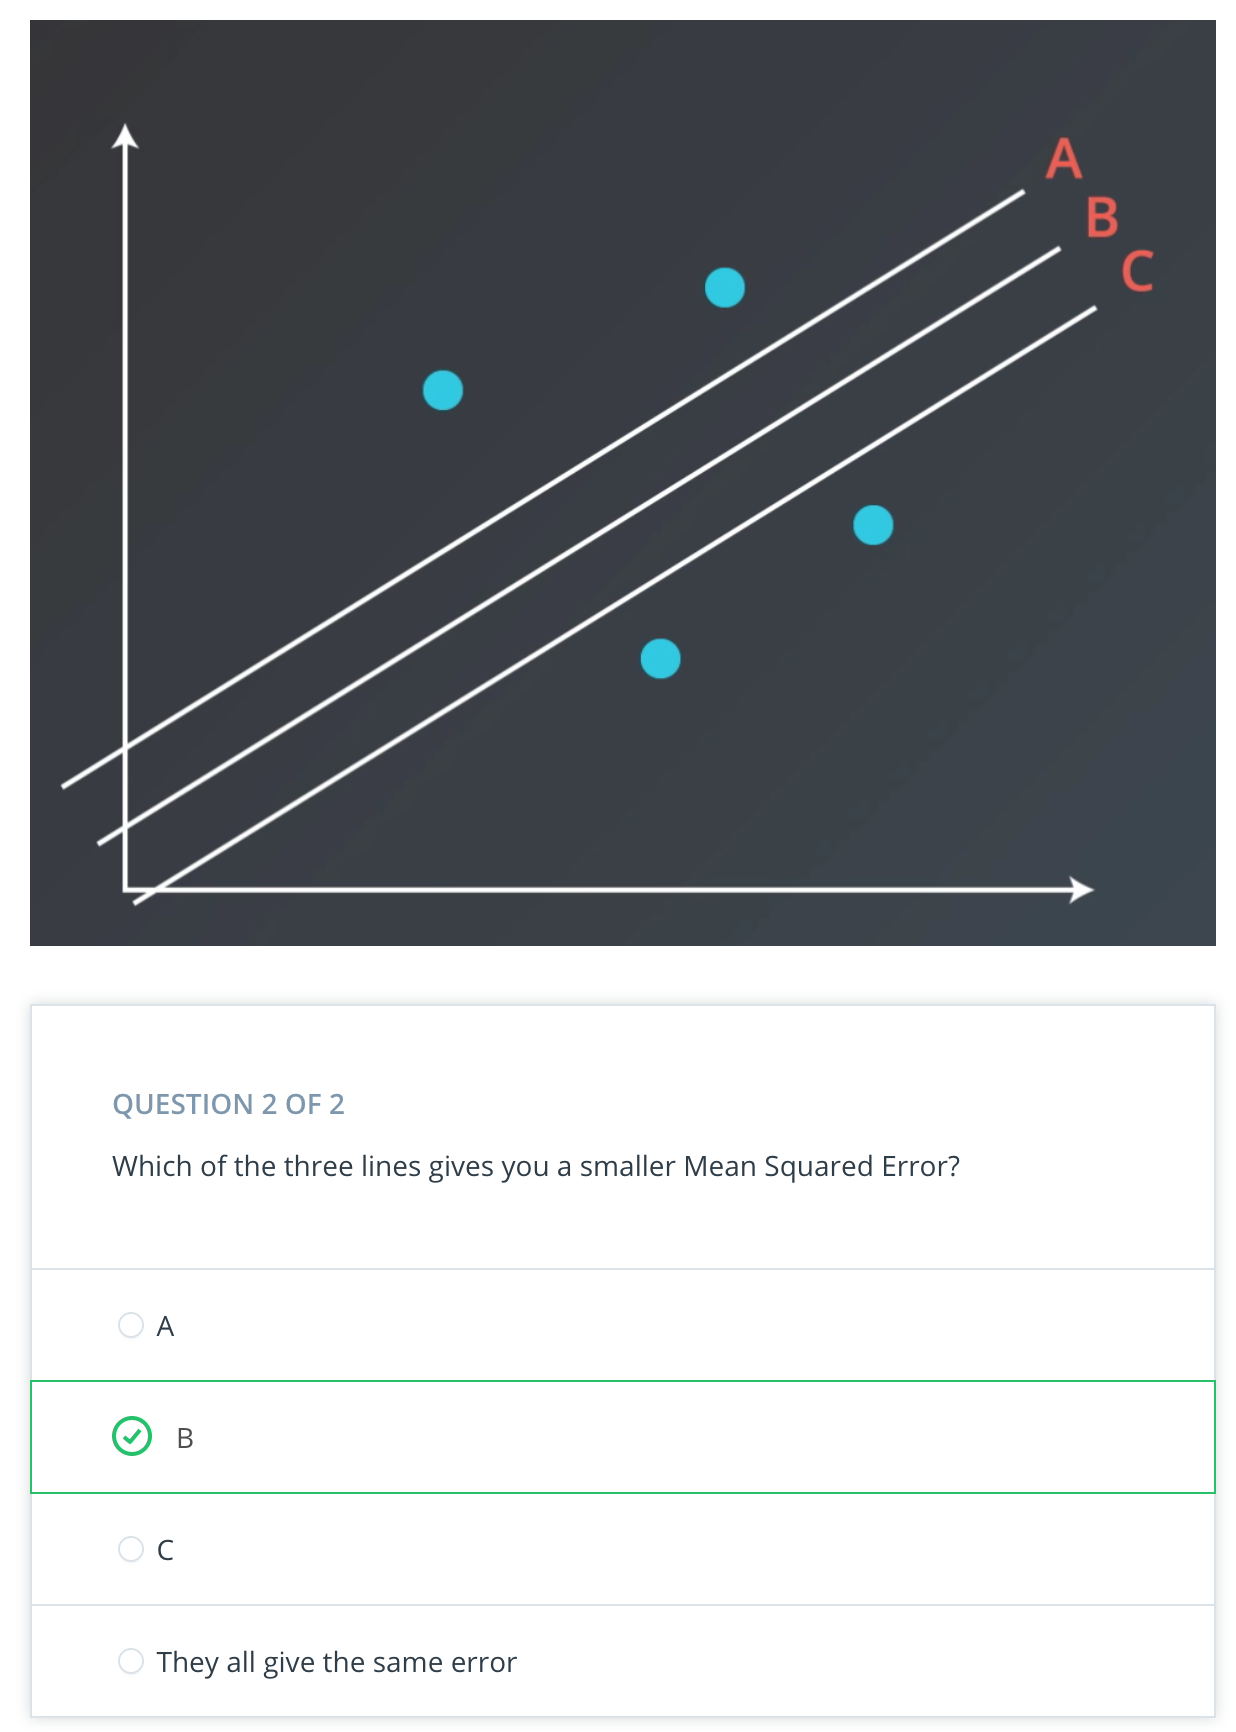 A
B
C
QUESTION 2 OF 2
Which of the three lines gives you a smaller Mean Squared Error?
A
B
C
They all give the same error